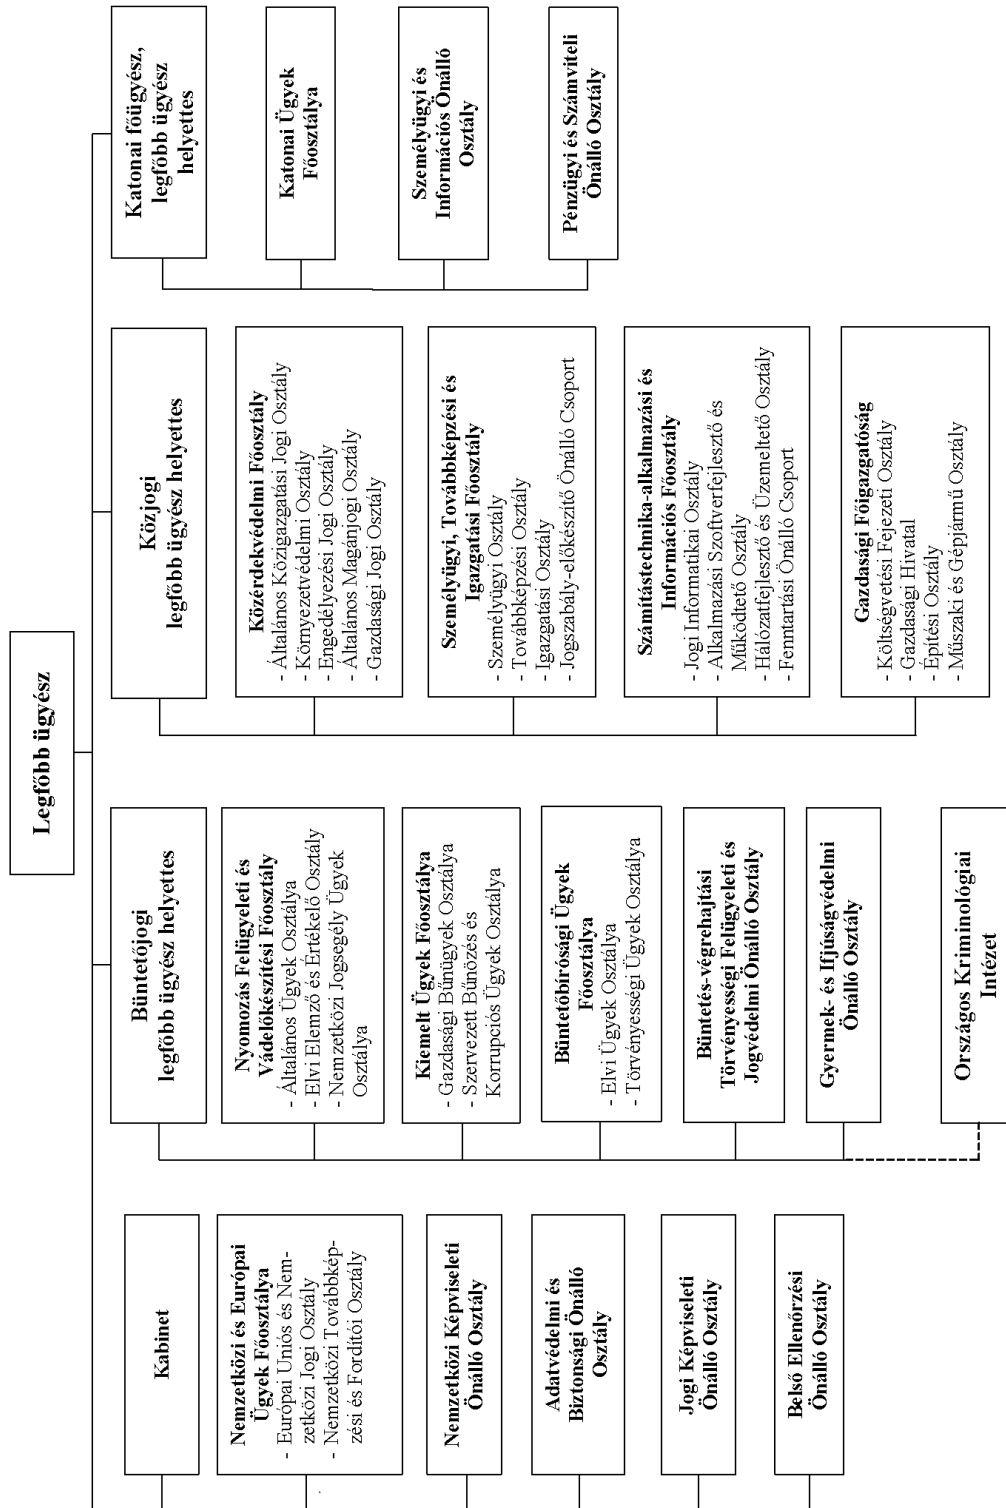 Legfőbb ügyész
Kabinet
Nemzetközi és Európai
Ügyek Főosztálya
- Európai Uniós és Nem-
zetközi Jogi Osztály
- Nemzetközi Továbbkép-
zési és Fordítói Osztály
Nemzetközi Képviseleti
Önálló Osztály
Adatvédelmi és
Biztonsági Önálló
Osztály
Jogi Képviseleti
Önálló Osztály
Belső Ellenőrzési
Önálló Osztály
Büntetőjogi
legfőbb ügyész helyettes
Nyomozás Felügyeleti és
Vádelőkészítési Főosztály
- Általános Ügyek Osztálya
- Elvi Elemző és Értékelő Osztály
- Nemzetközi Jogsegély Ügyek
Osztálya
Kiemelt Ügyek Főosztálya
- Gazdasági Bűnügyek Osztálya
- Szervezett Bűnözés és
Korrupciós Ügyek Osztálya
Büntetőbírósági Ügyek
Főosztálya
- Elvi Ügyek Osztálya
- Törvényességi Ügyek Osztálya
Büntetés-végrehajtási
Törvényességi Felügyeleti és
Jogvédelmi Önálló Osztály
Gyermek- és Ifjúságvédelmi
Önálló Osztály
Országos Kriminológiai
Intézet
Közjogi
legfőbb ügyész helyettes
Közérdekvédelmi Főosztály
- Általános Közigazgatási Jogi Osztály
- Környezetvédelmi Osztály
- Engedélyezési Jogi Osztály
- Általános Magánjogi Osztály
- Gazdasági Jogi Osztály
Személyügyi, Továbbképzési és
Igazgatási Főosztály
- Személyügyi Osztály
- Továbbképzési Osztály
- Igazgatási Osztály
- Jogszabály-előkészítő Önálló Csoport
Számítástechnika-alkalmazási és
Információs Főosztály
- Jogi Informatikai Osztály
- Alkalmazási Szoftverfejlesztő és
Működtető Osztály
- Hálózatfejlesztő és Üzemeltető Osztály
- Fenntartási Önálló Csoport
Gazdasági Főigazgatóság
- Költségvetési Fejezeti Osztály
- Gazdasági Hivatal
- Építési Osztály
- Műszaki és Gépjármű Osztály
Katonai főügyész,
legfőbb ügyész
helyettes
Katonai Ügyek
Főosztálya
Személyügyi és
Információs Önálló
Osztály
Pénzügyi és Számviteli
Önálló Osztály